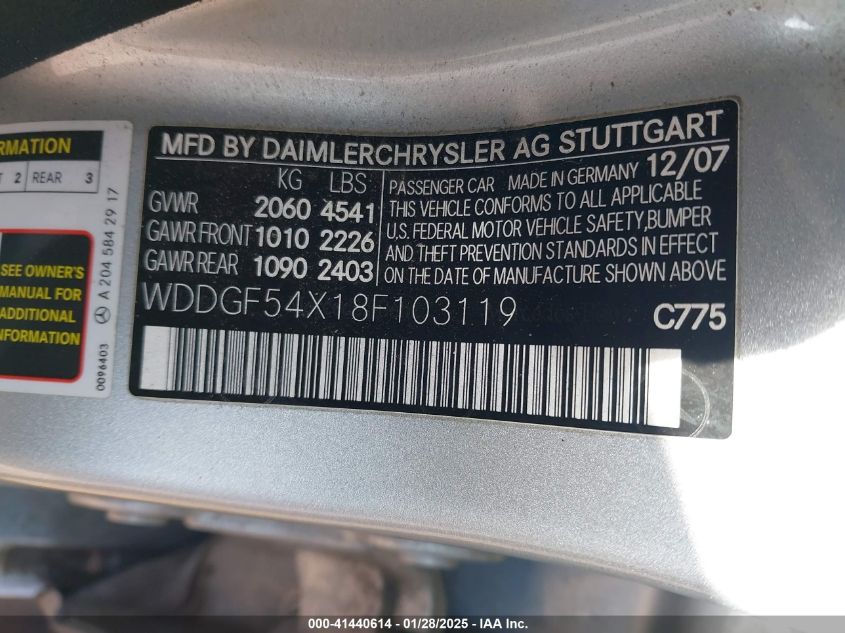 RMATION
T 2 REAR 3
SEE OWNER'S
MANUAL FOR
ADDITIONAL
FORMATION
A 204 584 29 17
0096403
MFD BY DAIMLERCHRYSLER AG STUTTGART
KG LBS
GVWR 2060 4541
GAWR FRONT 1010 2226
GAWR REAR 1090 2403
PASSENGER CAR MADE IN GERMANY 12/07
THIS VEHICLE CONFORMS TO ALL APPLICABLE
U.S. FEDERAL MOTOR VEHICLE SAFETY,BUMPER
AND THEFT PREVENTION STANDARDS IN EFFECT
ON THE DATE OF MANUFACTURE SHOWN ABOVE
WDDGF54X18F103119
C775
000-41440614 - 01/28/2025 - IAAI, Inc.